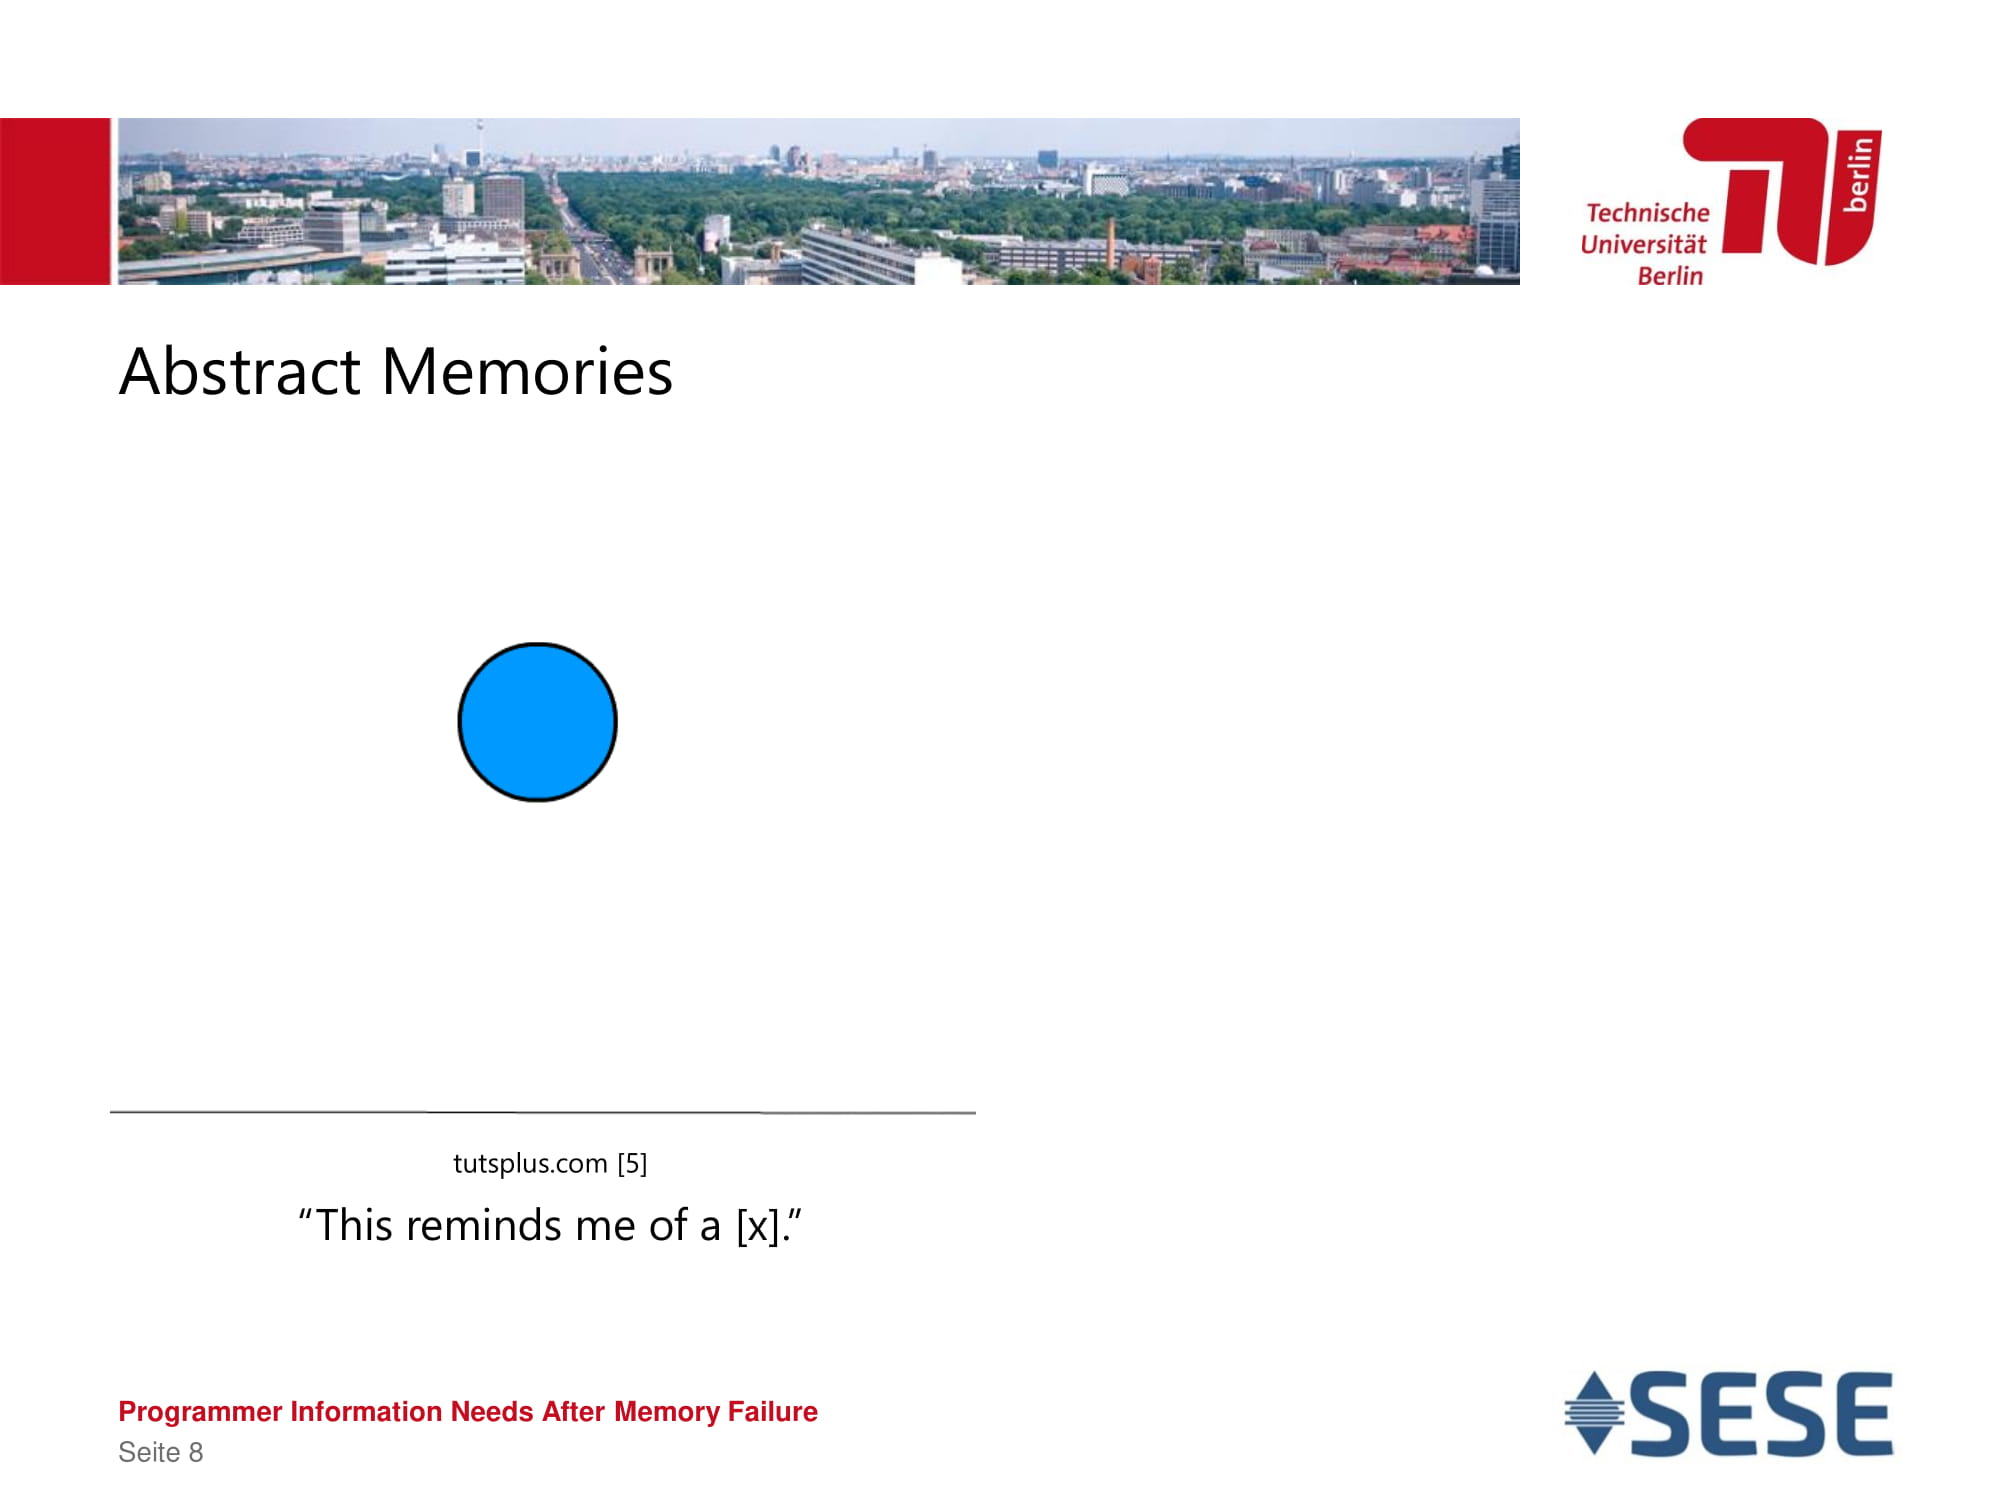 Technische
Universität
Berlin
berlin
Abstract Memories
tutsplus.com [5]
“This reminds me of a [x].”
Programmer Information Needs After Memory Failure
Seite 8
SESE